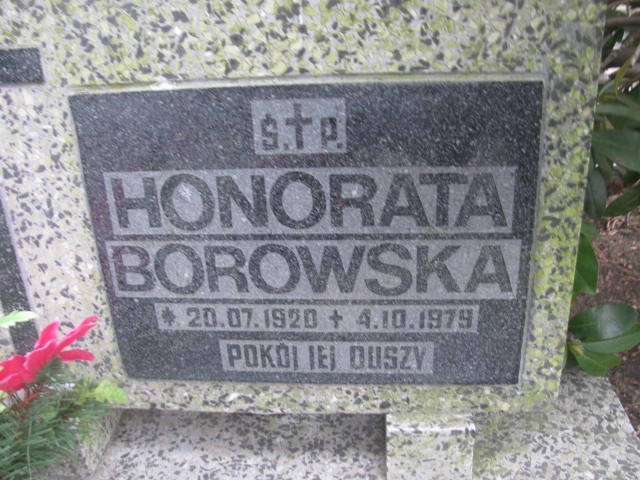 Ś.✝P.
HONORATA
BOROWSKA
* 20.07.1920 + 4.10.1979
POKÓJ JEJ DUSZY